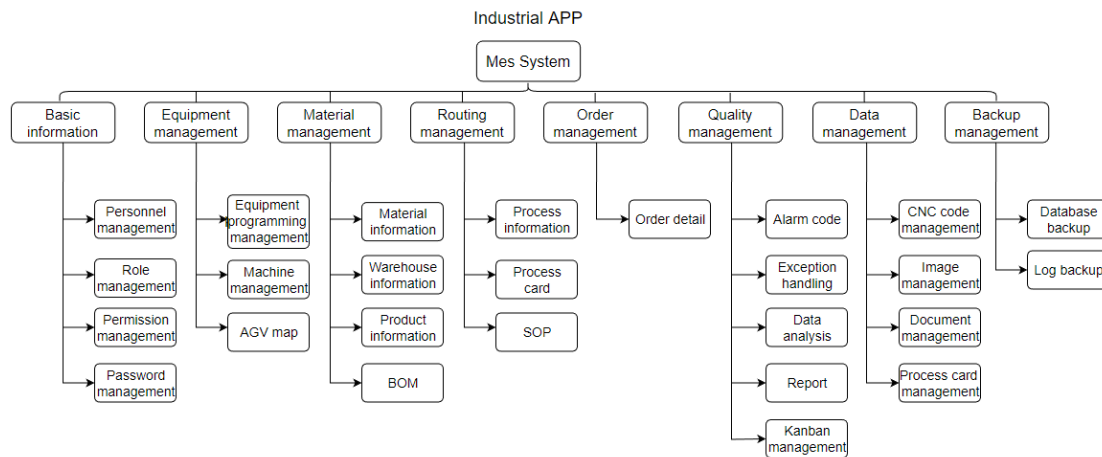 Industrial APP
Mes System
Basic
information
Equipment
management
Material
management
Routing
management
Order
management
Quality
management
Data
management
Backup
management
Personnel
management
Role
management
Permission
management
Password
management
Equipment
programming
management
Machine
management
AGV map
Material
information
Warehouse
information
Product
information
BOM
Process
information
Process
card
SOP
Order detail
Alarm code
Exception
handling
Data
analysis
Report
Kanban
management
CNC code
management
Image
management
Document
management
Process card
management
Database
backup
Log backup